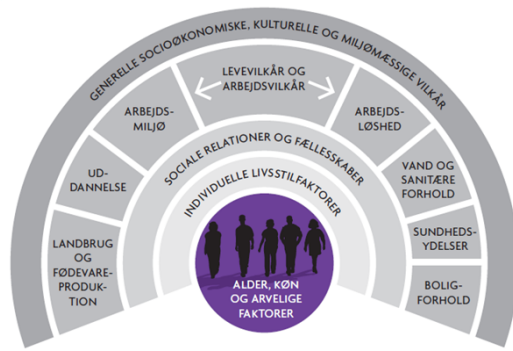 GENERELLE SOCIOØKONOMISKE, KULTURELLE OG MILJØMÆSSIGE VILKÅR
LEVEVILKÅR OG
ARBEJDSVILKÅR
ARBEJDS-
MILJØ
ARBEJDS-
LØSHED
UD-
DANNELSE
VAND OG
SANITÆRE
FORHOLD
LANDBRUG
OG
FØDEVARE-
PRODUK-
TION
SUNDHEDS-
YDELSER
BOLIG-
FORHOLD
SOCIALE RELATIONER OG FÆLLESSKABER
INDIVIDUELLE LIVSSTILFAKTORER
ALDER, KØN
OG ARVELIGE
FAKTORER